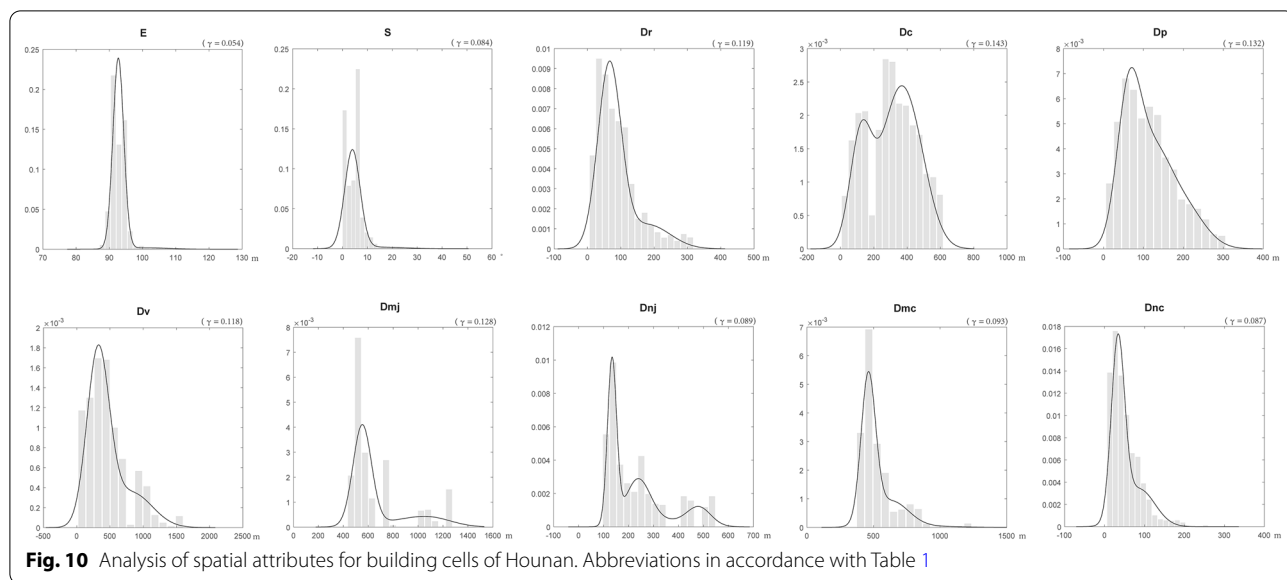 E
( γ = 0.054)
0.25
0.2
0.15
0.1
0.05
0
70 80 90 100 110 120 130 m
S
( γ = 0.084)
0.25
0.2
0.15
0.1
0.05
0
-20 -10 0 10 20 30 40 50 60 °
Dr
( γ = 0.119)
0.01
0.009
0.008
0.007
0.006
0.005
0.004
0.003
0.002
0.001
0
-100 0 100 200 300 400 500 m
Dc
( γ = 0.143)
×10⁻³
3
2.5
2
1.5
1
0.5
0
-200 0 200 400 600 800 1000 m
Dp
( γ = 0.132)
×10⁻³
8
7
6
5
4
3
2
1
0
-100 0 100 200 300 400 m
Dv
( γ = 0.118)
×10⁻³
2
1.8
1.6
1.4
1.2
1
0.8
0.6
0.4
0.2
0
-500 0 500 1000 1500 2000 2500 m
Dmj
( γ = 0.128)
×10⁻³
8
7
6
5
4
3
2
1
0
0 200 400 600 800 1000 1200 1400 1600 m
Dnj
( γ = 0.089)
0.012
0.01
0.008
0.006
0.004
0.002
0
-100 0 100 200 300 400 500 600 700 m
Dmc
( γ = 0.093)
×10⁻³
7
6
5
4
3
2
1
0
0 500 1000 1500 m
Dnc
( γ = 0.087)
0.018
0.016
0.014
0.012
0.01
0.008
0.006
0.004
0.002
0
-100 0 100 200 300 400 m
Fig. 10 Analysis of spatial attributes for building cells of Hounan. Abbreviations in accordance with Table 1